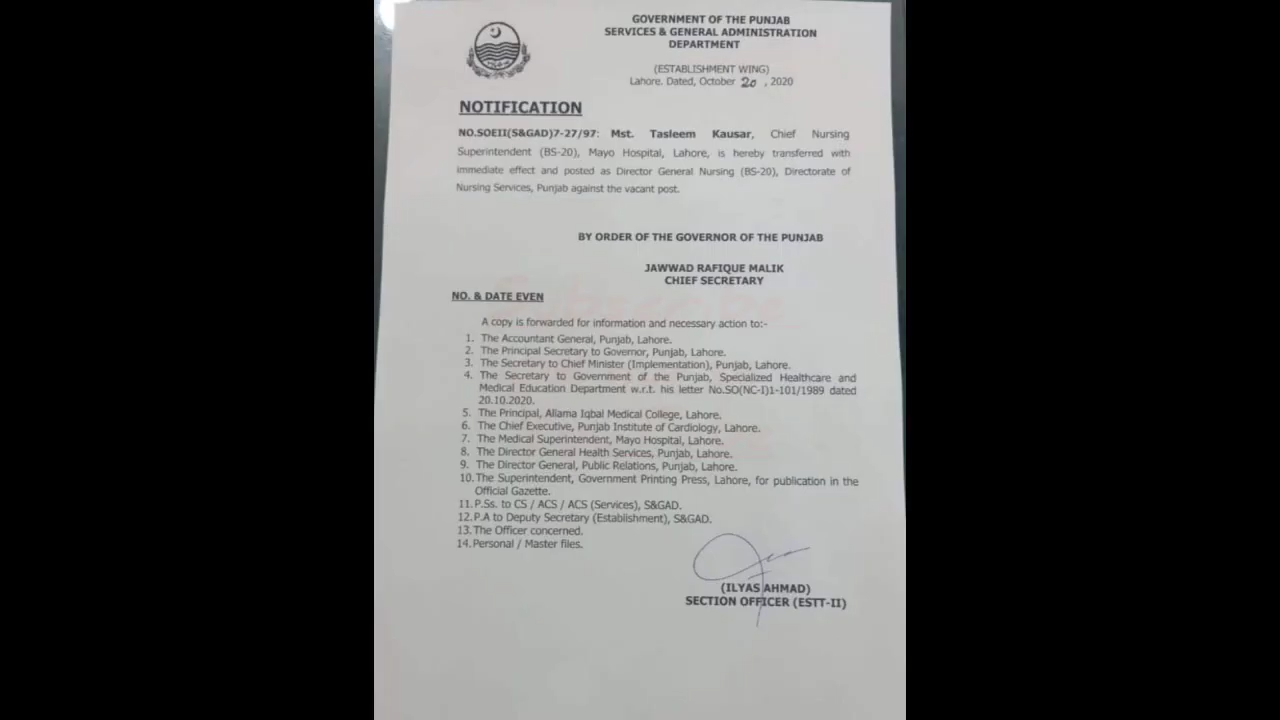 GOVERNMENT OF THE PUNJAB
SERVICES & GENERAL ADMINISTRATION
DEPARTMENT
(ESTABLISHMENT WING)
Lahore. Dated, October 20 , 2020
NOTIFICATION
NO.SOEII(S&GAD)7-27/97: Mst. Tasleem Kausar, Chief Nursing
Superintendent (BS-20), Mayo Hospital, Lahore, is hereby transferred with
immediate effect and posted as Director General Nursing (BS-20), Directorate of
Nursing Services, Punjab against the vacant post.
BY ORDER OF THE GOVERNOR OF THE PUNJAB
JAWWAD RAFIQUE MALIK
CHIEF SECRETARY
NO. & DATE EVEN
A copy is forwarded for information and necessary action to:-
1. The Accountant General, Punjab, Lahore.
2. The Principal Secretary to Governor, Punjab, Lahore.
3. The Secretary to Chief Minister (Implementation), Punjab, Lahore.
4. The Secretary to Government of the Punjab, Specialized Healthcare and
Medical Education Department w.r.t. his letter No.SO(NC-I)1-101/1989 dated
20.10.2020.
5. The Principal, Allama Iqbal Medical College, Lahore.
6. The Chief Executive, Punjab Institute of Cardiology, Lahore.
7. The Medical Superintendent, Mayo Hospital, Lahore.
8. The Director General Health Services, Punjab, Lahore.
9. The Director General, Public Relations, Punjab, Lahore.
10. The Superintendent, Government Printing Press, Lahore, for publication in the
Official Gazette.
11. P.Ss. to CS / ACS / ACS (Services), S&GAD.
12. P.A to Deputy Secretary (Establishment), S&GAD.
13. The Officer concerned.
14. Personal / Master files.
(ILYAS AHMAD)
SECTION OFFICER (ESTT-II)